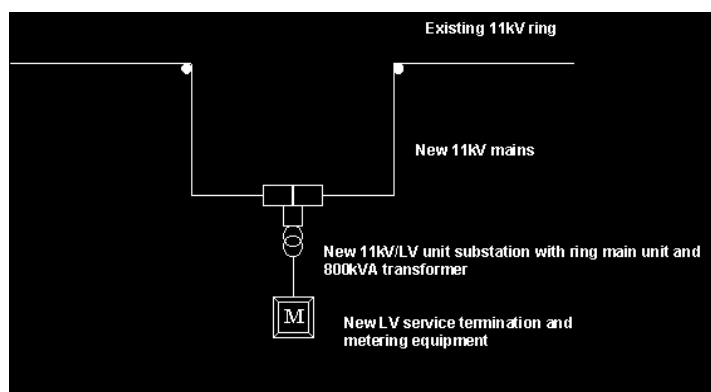 Existing 11kV ring
New 11kV mains
New 11kV/LV unit substation with ring main unit and
800kVA transformer
M
New LV service termination and
metering equipment